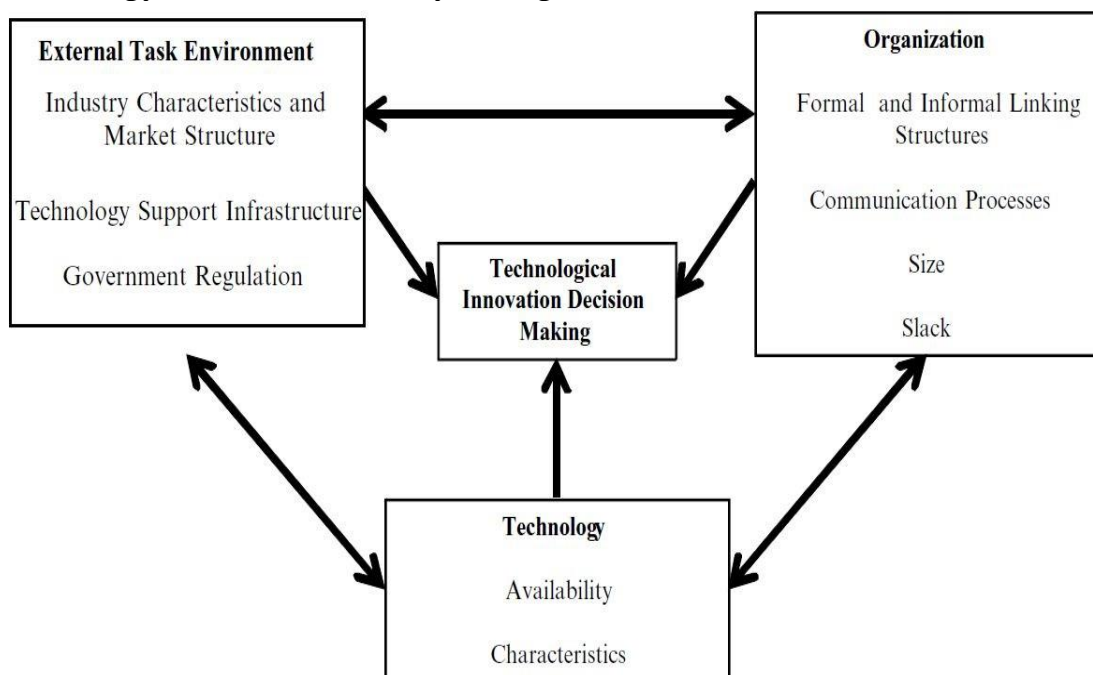 External Task Environment
Industry Characteristics and
Market Structure
Technology Support Infrastructure
Government Regulation
Organization
Formal and Informal Linking
Structures
Communication Processes
Size
Slack
Technological
Innovation Decision
Making
Technology
Availability
Characteristics